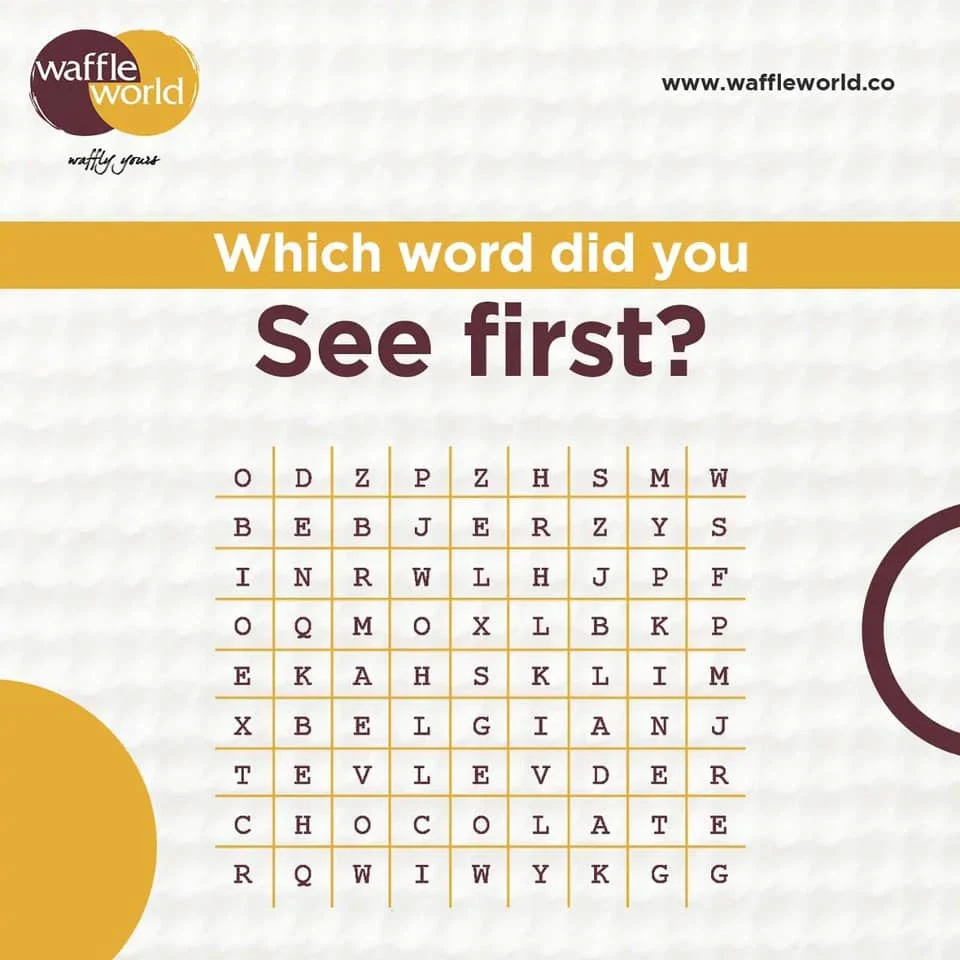 waffle
world
waffly yours
www.waffleworld.co
Which word did you
See first?
O D Z P Z H S M W
B E B J E R Z Y S
I N R W L H J P F
O Q M O X L B K P
E K A H S K L I M
X B E L G I A N J
T E V L E V D E R
C H O C O L A T E
R Q W I W Y K G G